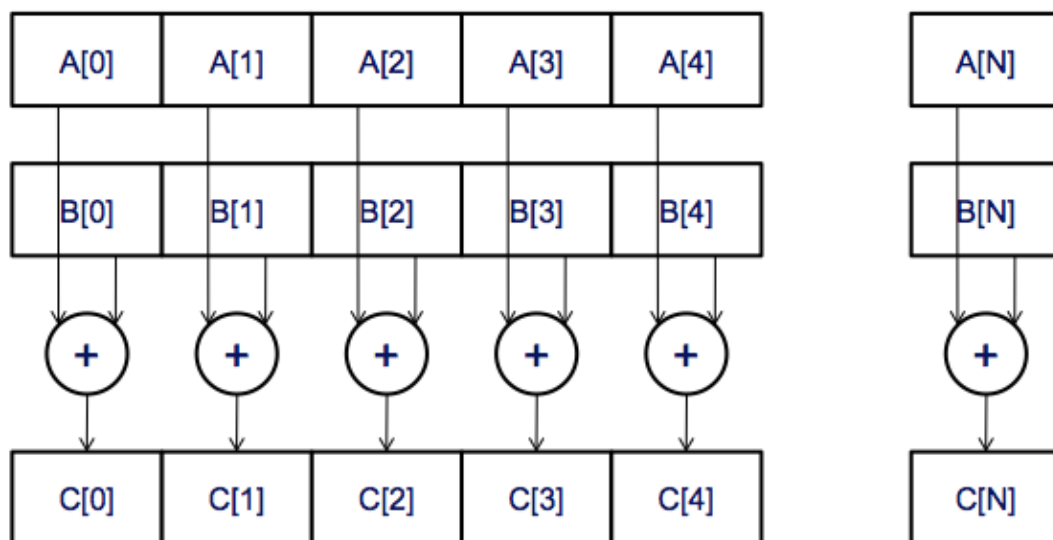 A[0] A[1] A[2] A[3] A[4] A[N]
B[0] B[1] B[2] B[3] B[4] B[N]
+ + + + + +
C[0] C[1] C[2] C[3] C[4] C[N]